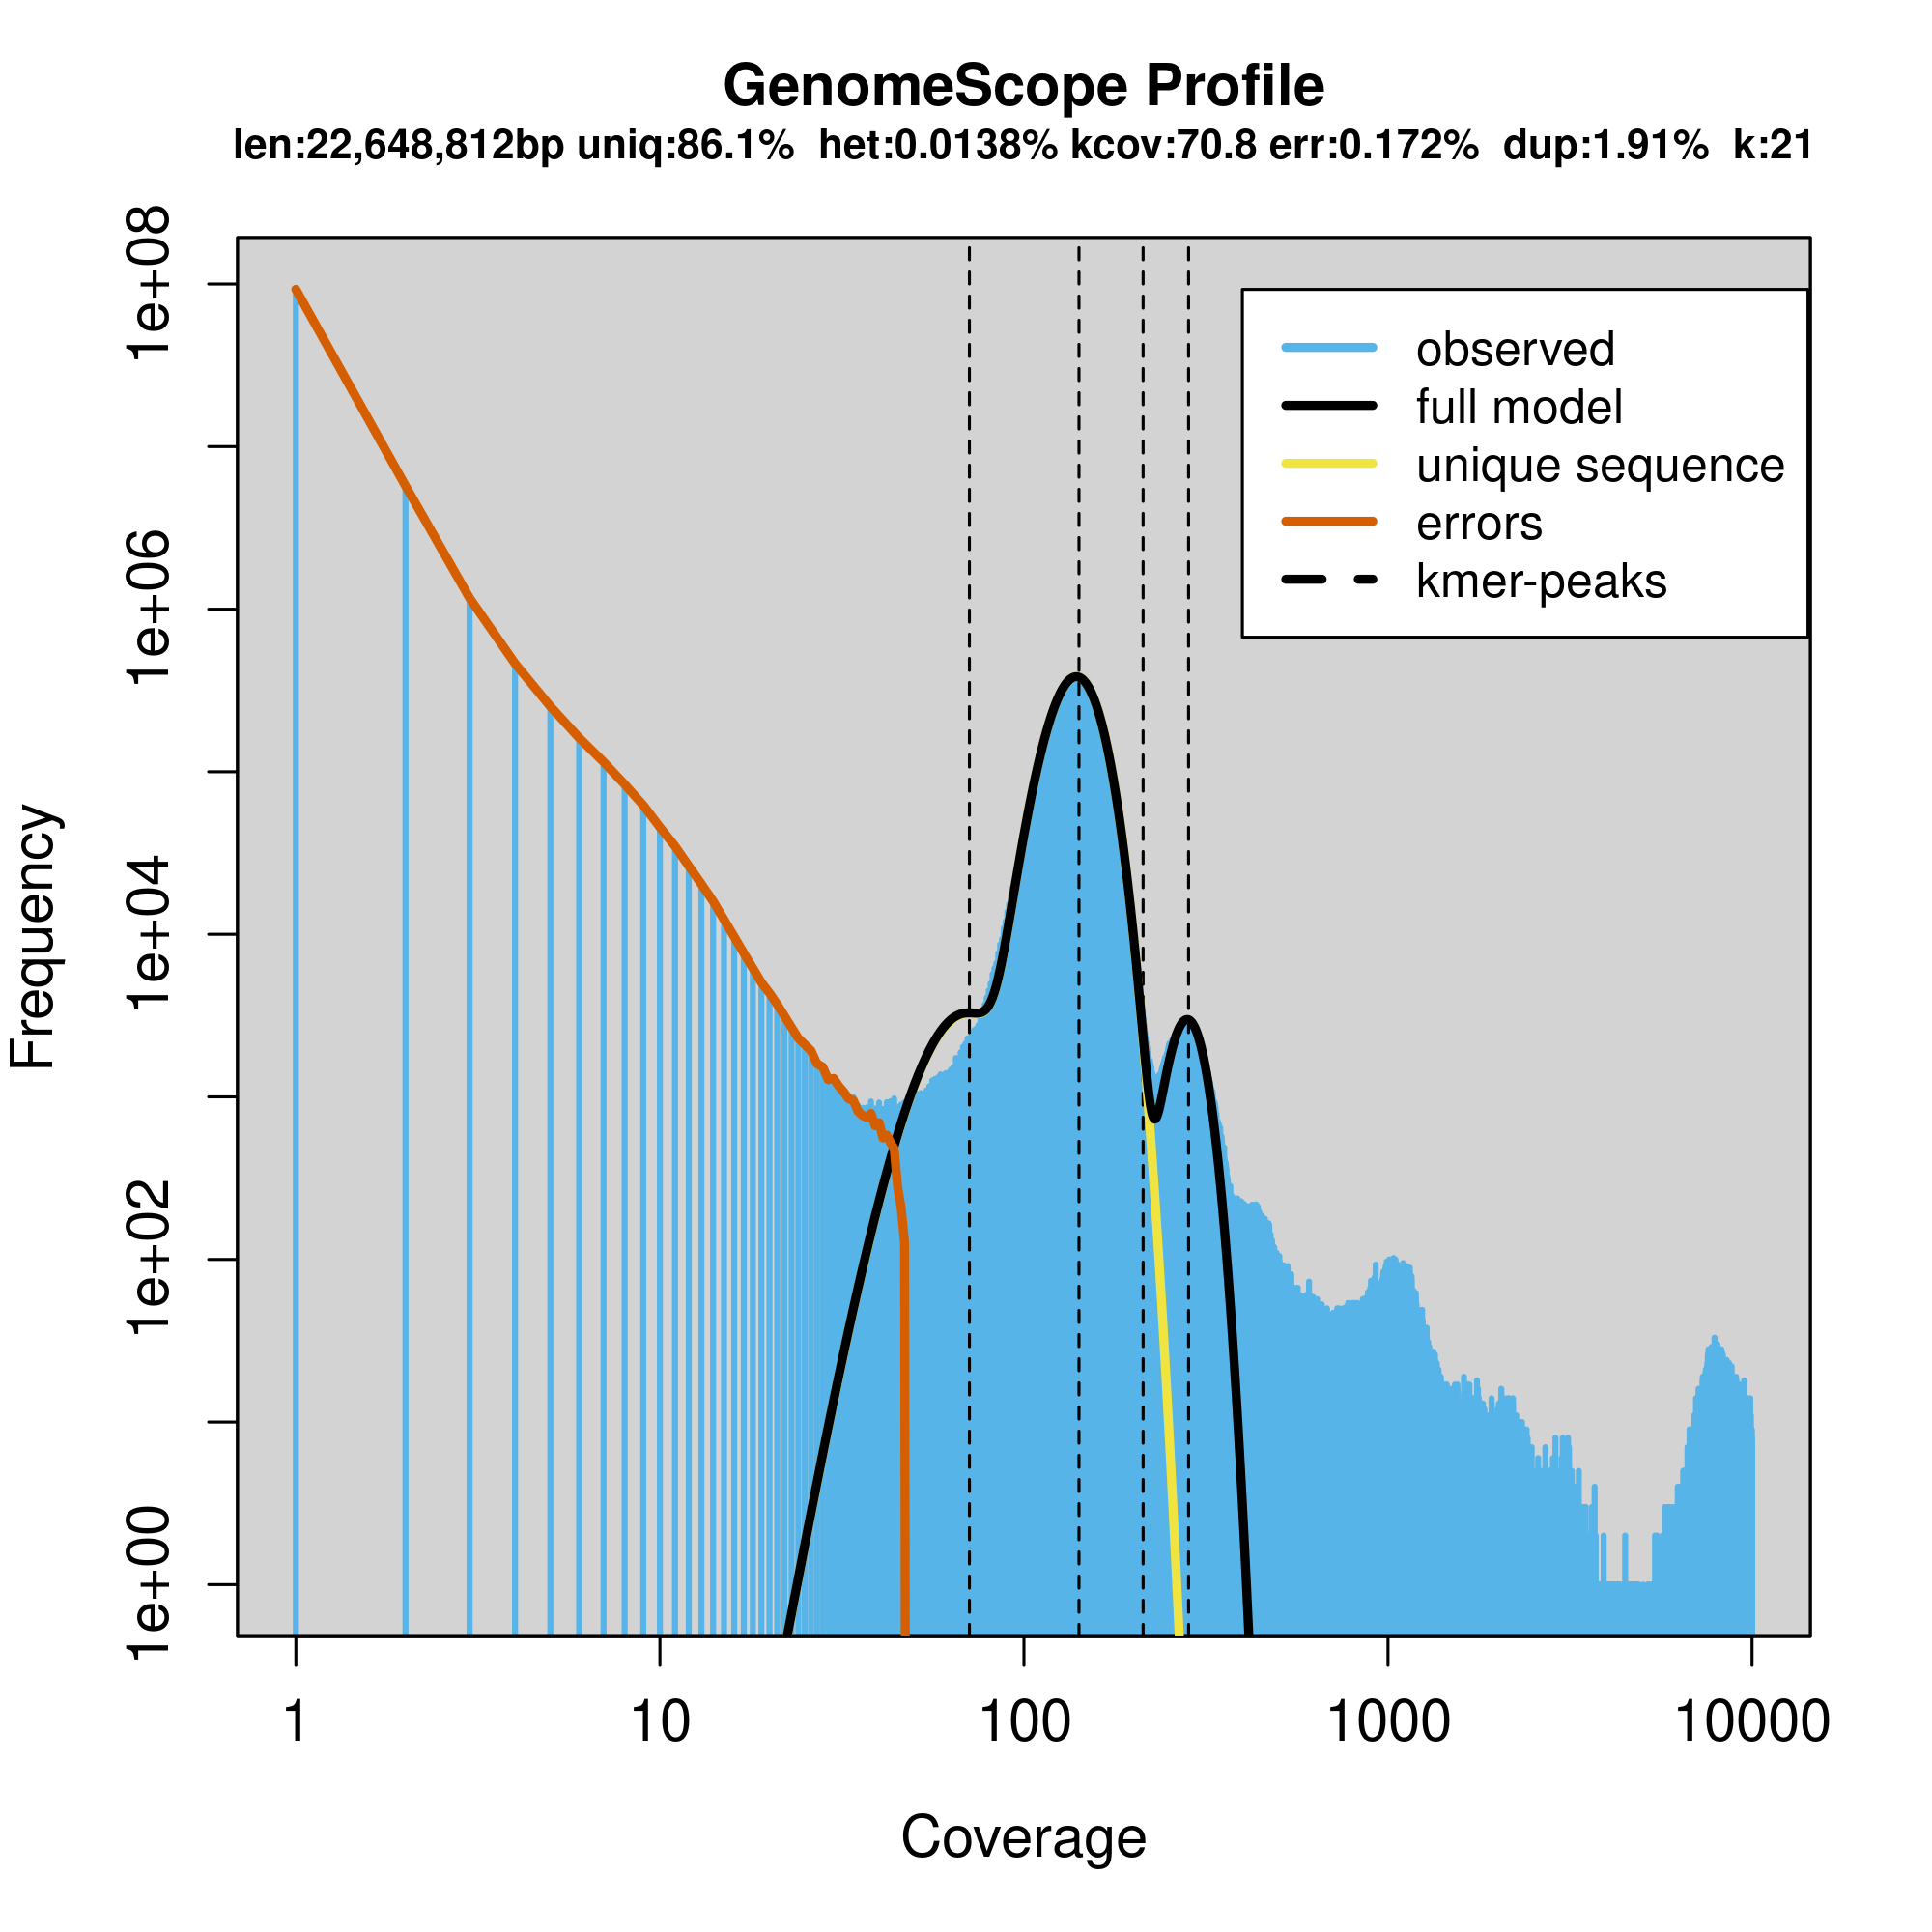 GenomeScope Profile
len:22,648,812bp uniq:86.1% het:0.0138% kcov:70.8 err:0.172% dup:1.91% k:21
Frequency
1e+08
1e+06
1e+04
1e+02
1e+00
observed
full model
unique sequence
errors
kmer-peaks
1 10 100 1000 10000
Coverage